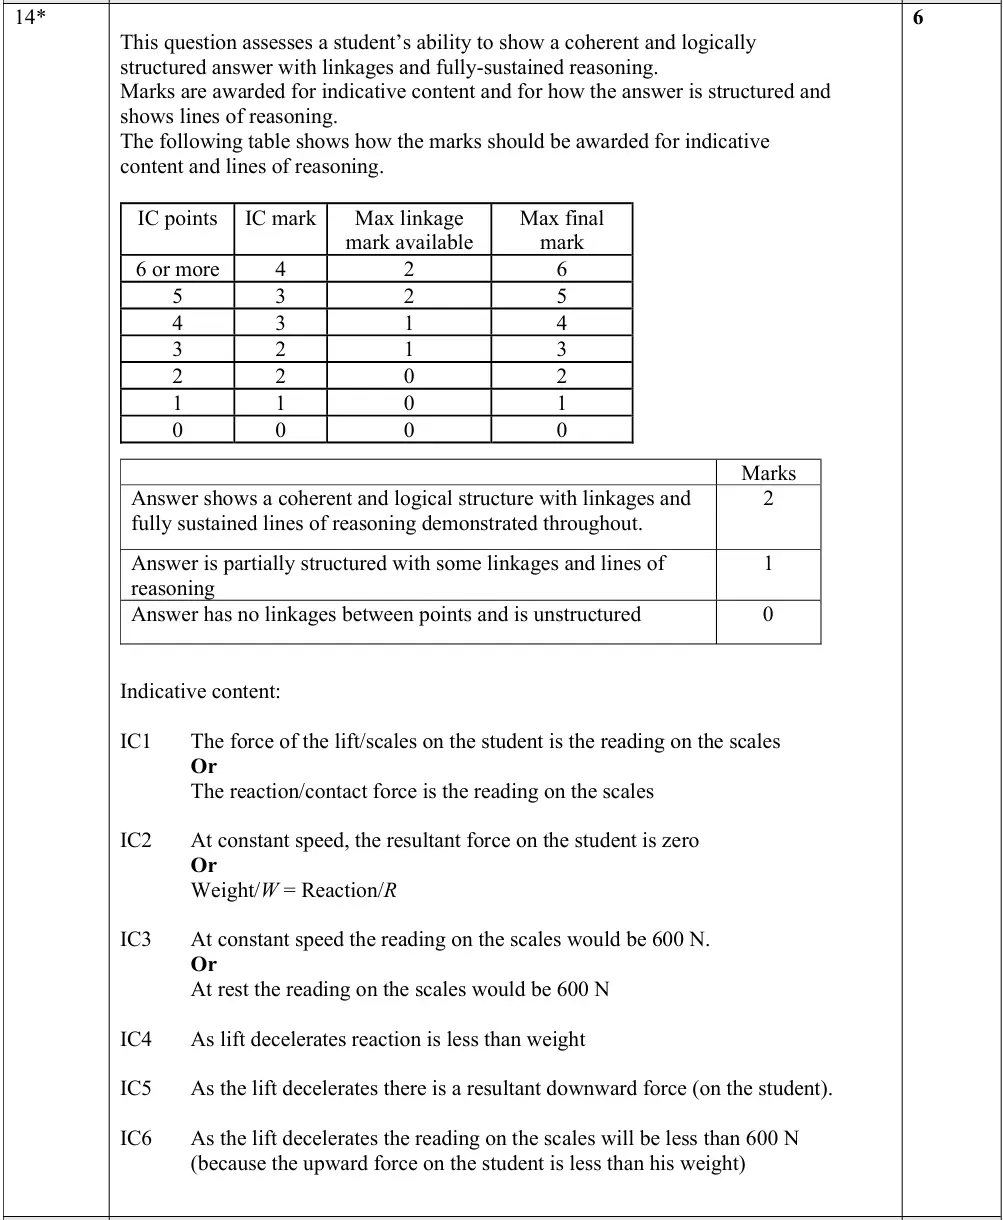 14*
6
This question assesses a student's ability to show a coherent and logically
structured answer with linkages and fully-sustained reasoning.
Marks are awarded for indicative content and for how the answer is structured and
shows lines of reasoning.
The following table shows how the marks should be awarded for indicative
content and lines of reasoning.
IC points IC mark Max linkage mark available Max final mark
6 or more 4 2 6
5 3 2 5
4 3 1 4
3 2 1 3
2 2 0 2
1 1 0 1
0 0 0 0
Marks
Answer shows a coherent and logical structure with linkages and 2
fully sustained lines of reasoning demonstrated throughout.
Answer is partially structured with some linkages and lines of 1
reasoning
Answer has no linkages between points and is unstructured 0
Indicative content:
IC1 The force of the lift/scales on the student is the reading on the scales
Or
The reaction/contact force is the reading on the scales
IC2 At constant speed, the resultant force on the student is zero
Or
Weight/W = Reaction/R
IC3 At constant speed the reading on the scales would be 600 N.
Or
At rest the reading on the scales would be 600 N
IC4 As lift decelerates reaction is less than weight
IC5 As the lift decelerates there is a resultant downward force (on the student).
IC6 As the lift decelerates the reading on the scales will be less than 600 N
(because the upward force on the student is less than his weight)